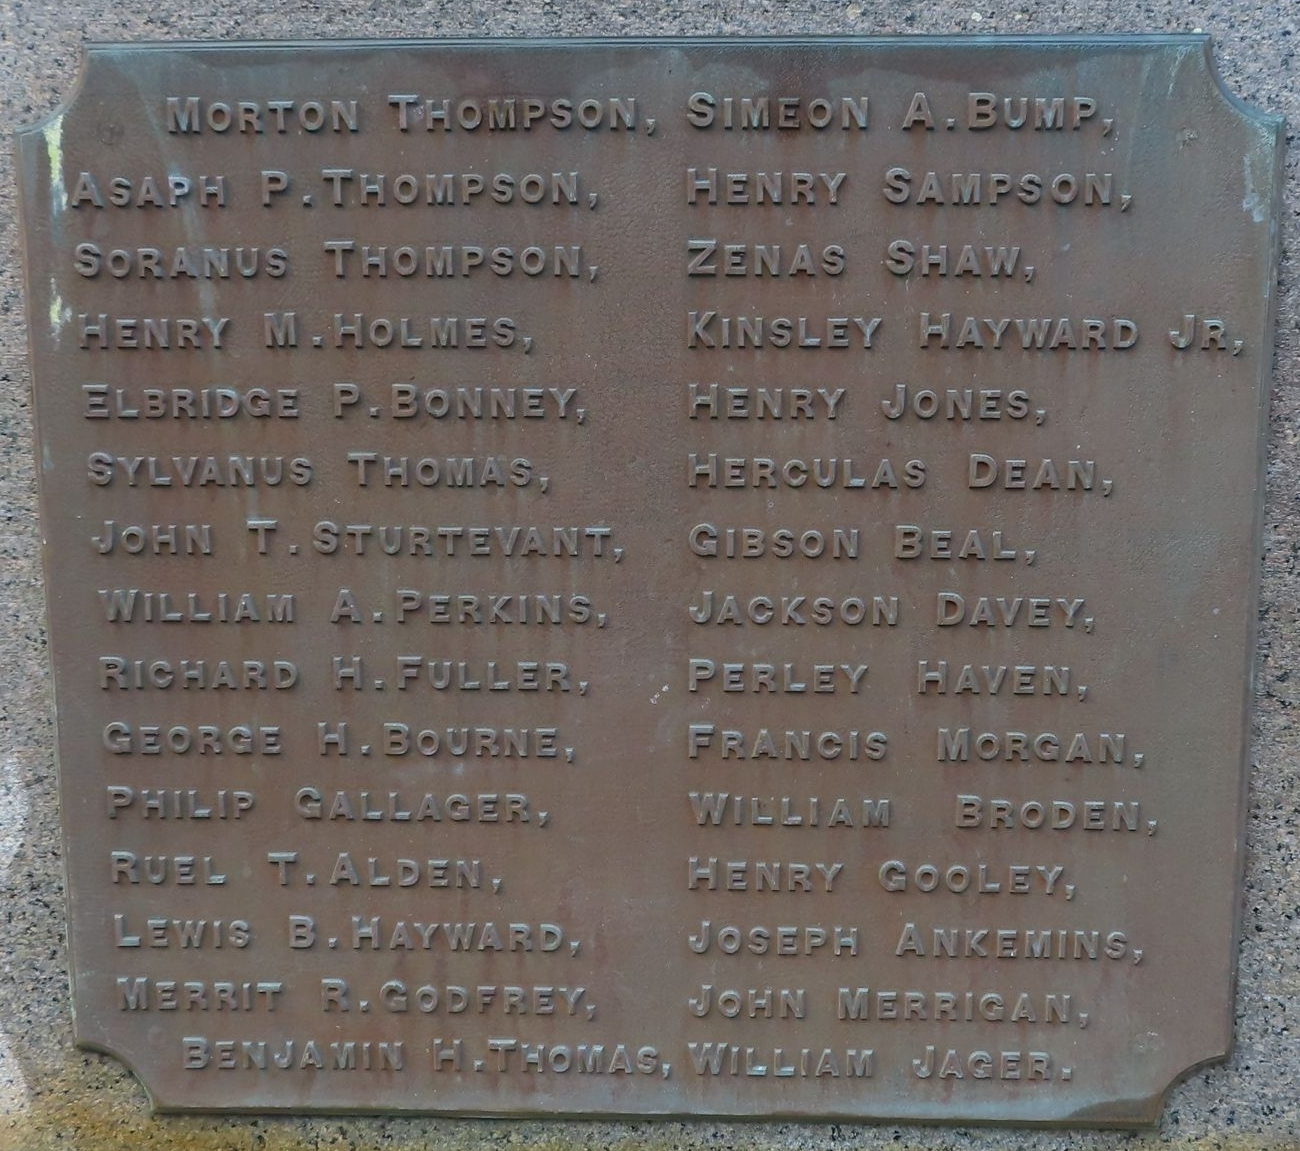 MORTON THOMPSON, SIMEON A. BUMP,
ASAPH P. THOMPSON, HENRY SAMPSON,
SORANUS THOMPSON, ZENAS SHAW,
HENRY M. HOLMES, KINSLEY HAYWARD JR,
ELBRIDGE P. BONNEY, HENRY JONES,
SYLVANUS THOMAS, HERCULAS DEAN,
JOHN T. STURTEVANT, GIBSON BEAL,
WILLIAM A. PERKINS, JACKSON DAVEY,
RICHARD H. FULLER, PERLEY HAVEN,
GEORGE H. BOURNE, FRANCIS MORGAN,
PHILIP GALLAGER, WILLIAM BRODEN,
RUEL T. ALDEN, HENRY GOOLEY,
LEWIS B. HAYWARD, JOSEPH ANKEMINS,
MERRIT R. GODFREY, JOHN MERRIGAN,
BENJAMIN H. THOMAS, WILLIAM JAGER.